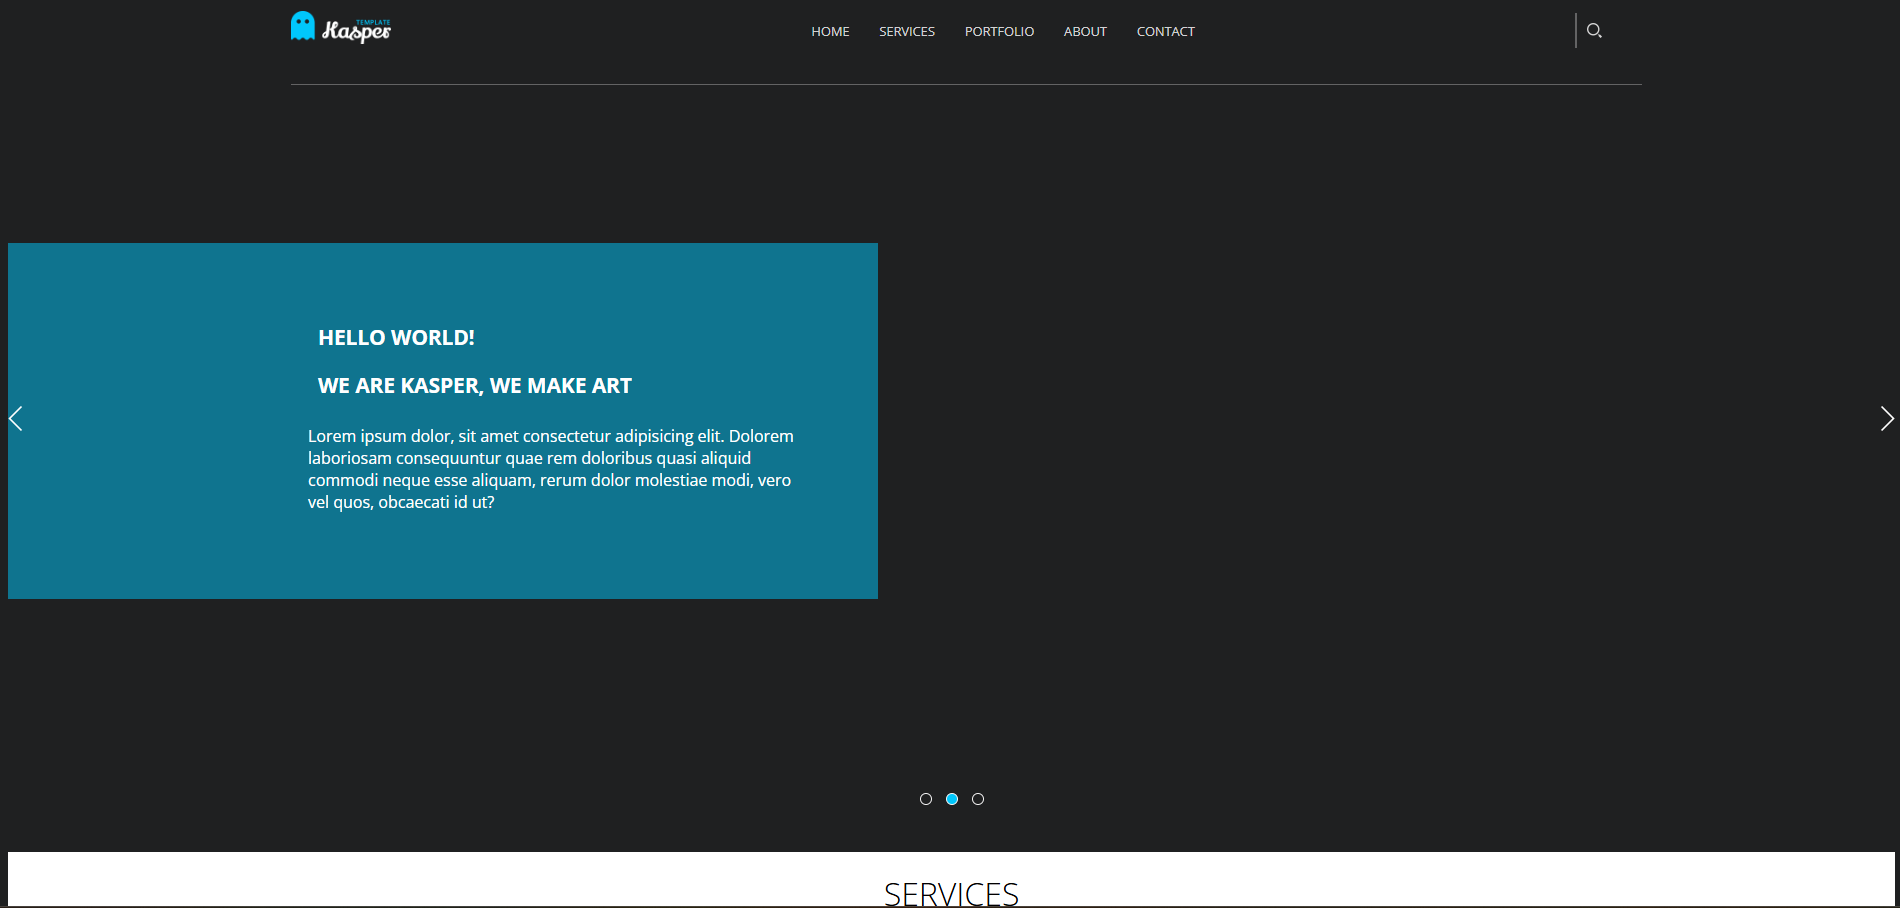 TEMPLATE
Kasper
HOME SERVICES PORTFOLIO ABOUT CONTACT
HELLO WORLD!
WE ARE KASPER, WE MAKE ART
Lorem ipsum dolor, sit amet consectetur adipisicing elit. Dolorem
laboriosam consequuntur quae rem doloribus quasi aliquid
commodi neque esse aliquam, rerum dolor molestiae modi, vero
vel quos, obcaecati id ut?
SERVICES